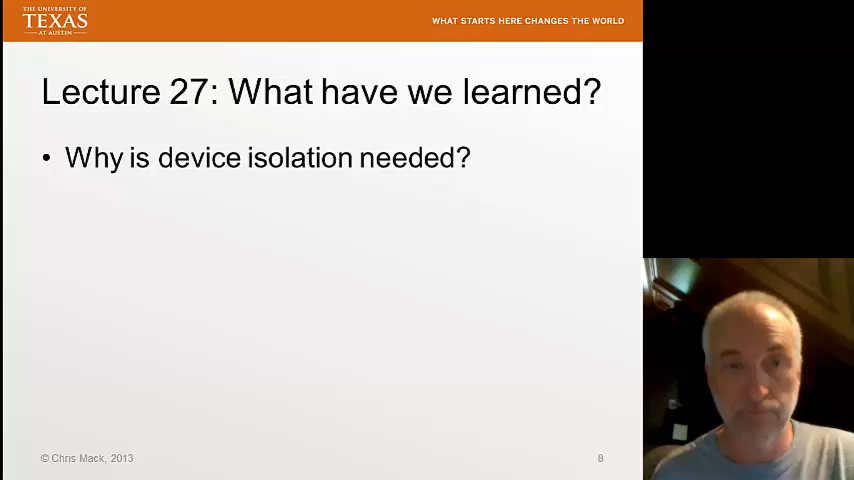 THE UNIVERSITY OF
TEXAS
AT AUSTIN
WHAT STARTS HERE CHANGES THE WORLD
Lecture 27: What have we learned?
• Why is device isolation needed?
© Chris Mack, 2013
8